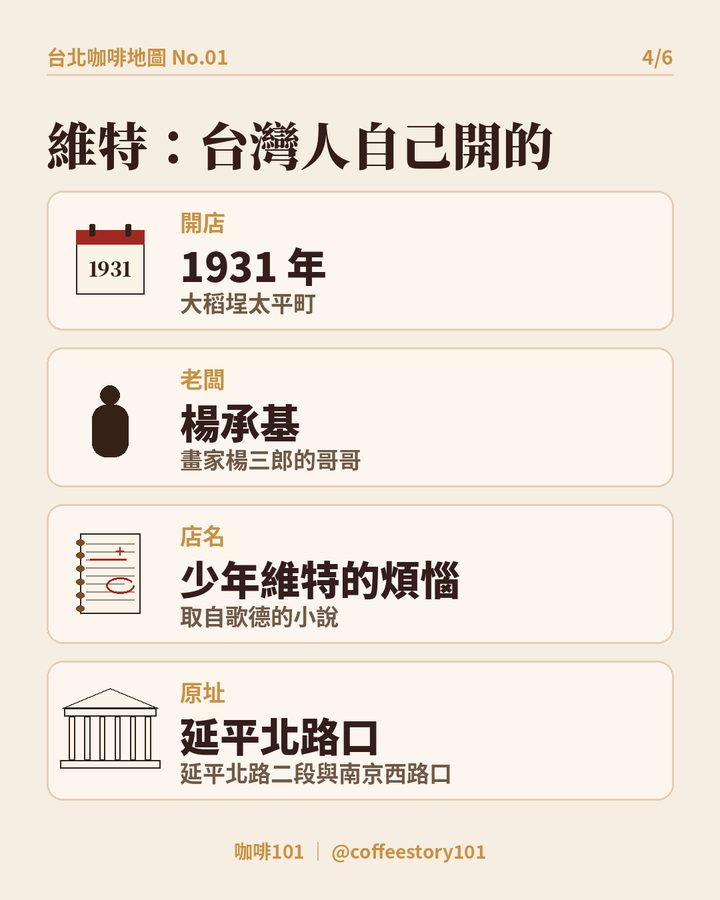 台北咖啡地圖 No.01
4/6
維特：台灣人自己開的
1931
開店
1931 年
大稻埕太平町
老闆
楊承基
畫家楊三郎的哥哥
店名
少年維特的煩惱
取自歌德的小說
原址
延平北路口
延平北路二段與南京西路口
咖啡101｜@coffeestory101